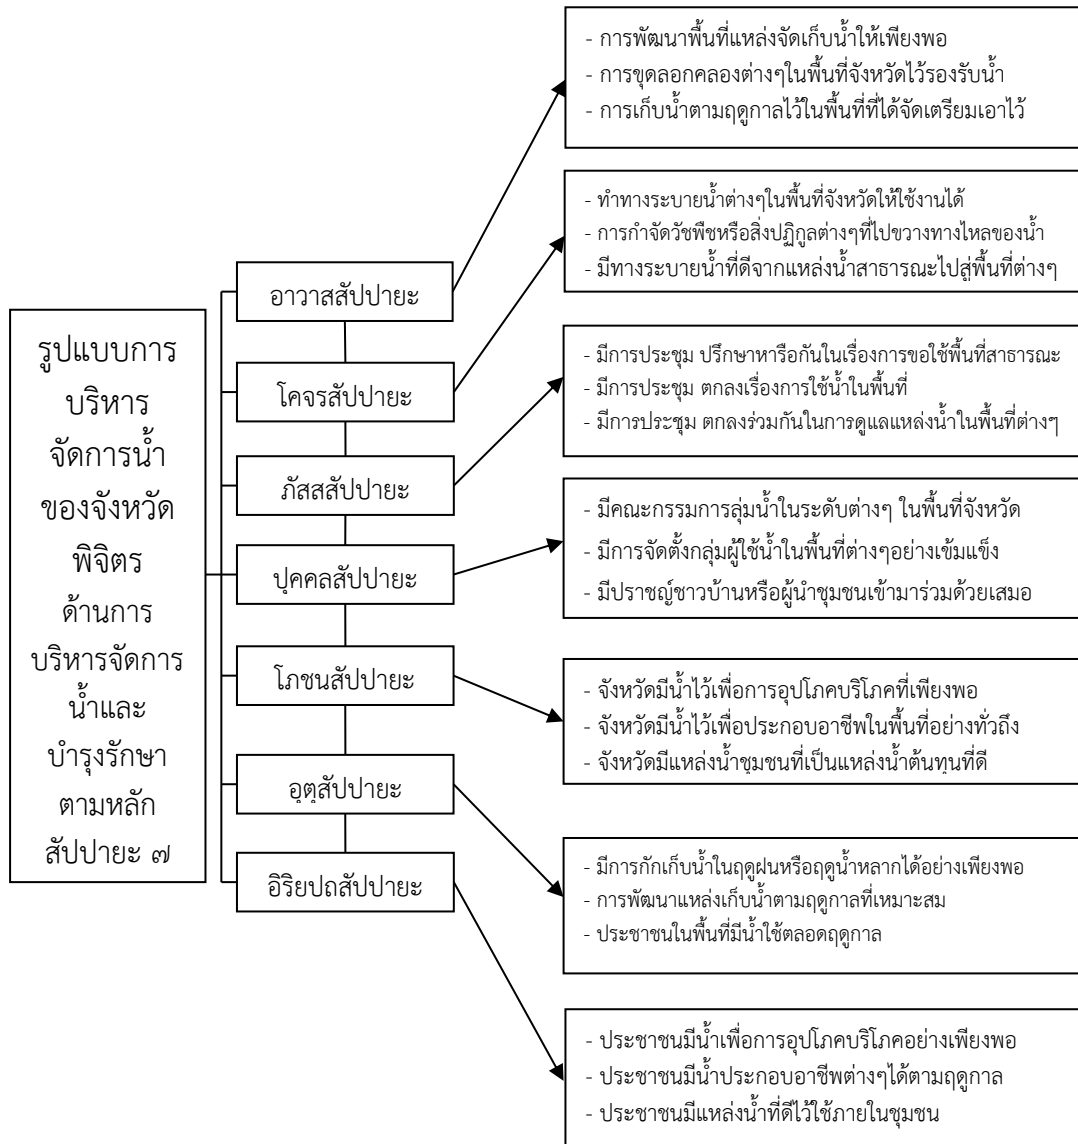 รูปแบบการ
บริหาร
จัดการน้ำ
ของจังหวัด
พิจิตร
ด้านการ
บริหารจัดการ
น้ำและ
บำรุงรักษา
ตามหลัก
สัปปายะ ๗
อาวาสสัปปายะ
โคจรสัปปายะ
ภัสสสัปปายะ
ปุคคลสัปปายะ
โภชนสัปปายะ
อุตุสัปปายะ
อิริยปถสัปปายะ
- การพัฒนาพื้นที่แหล่งจัดเก็บน้ำให้เพียงพอ
- การขุดลอกคลองต่างๆในพื้นที่จังหวัดไว้รองรับน้ำ
- การเก็บน้ำตามฤดูกาลไว้ในพื้นที่ที่ได้จัดเตรียมเอาไว้
- ทำทางระบายน้ำต่างๆในพื้นที่จังหวัดให้ใช้งานได้
- การกำจัดวัชพืชหรือสิ่งปฏิกูลต่างๆที่ไปขวางทางไหลของน้ำ
- มีทางระบายน้ำที่ดีจากแหล่งน้ำสาธารณะไปสู่พื้นที่ต่างๆ
- มีการประชุม ปรึกษาหารือกันในเรื่องการขอใช้พื้นที่สาธารณะ
- มีการประชุม ตกลงเรื่องการใช้น้ำในพื้นที่
- มีการประชุม ตกลงร่วมกันในการดูแลแหล่งน้ำในพื้นที่ต่างๆ
- มีคณะกรรมการลุ่มน้ำในระดับต่างๆ ในพื้นที่จังหวัด
- มีการจัดตั้งกลุ่มผู้ใช้น้ำในพื้นที่ต่างๆอย่างเข้มแข็ง
- มีปราชญ์ชาวบ้านหรือผู้นำชุมชนเข้ามาร่วมด้วยเสมอ
- จังหวัดมีน้ำไว้เพื่อการอุปโภคบริโภคที่เพียงพอ
- จังหวัดมีน้ำไว้เพื่อประกอบอาชีพในพื้นที่อย่างทั่วถึง
- จังหวัดมีแหล่งน้ำชุมชนที่เป็นแหล่งน้ำต้นทุนที่ดี
- มีการกักเก็บน้ำในฤดูฝนหรือฤดูน้ำหลากได้อย่างเพียงพอ
- การพัฒนาแหล่งเก็บน้ำตามฤดูกาลที่เหมาะสม
- ประชาชนในพื้นที่มีน้ำใช้ตลอดฤดูกาล
- ประชาชนมีน้ำเพื่อการอุปโภคบริโภคอย่างเพียงพอ
- ประชาชนมีน้ำประกอบอาชีพต่างๆได้ตามฤดูกาล
- ประชาชนมีแหล่งน้ำที่ดีไว้ใช้ภายในชุมชน